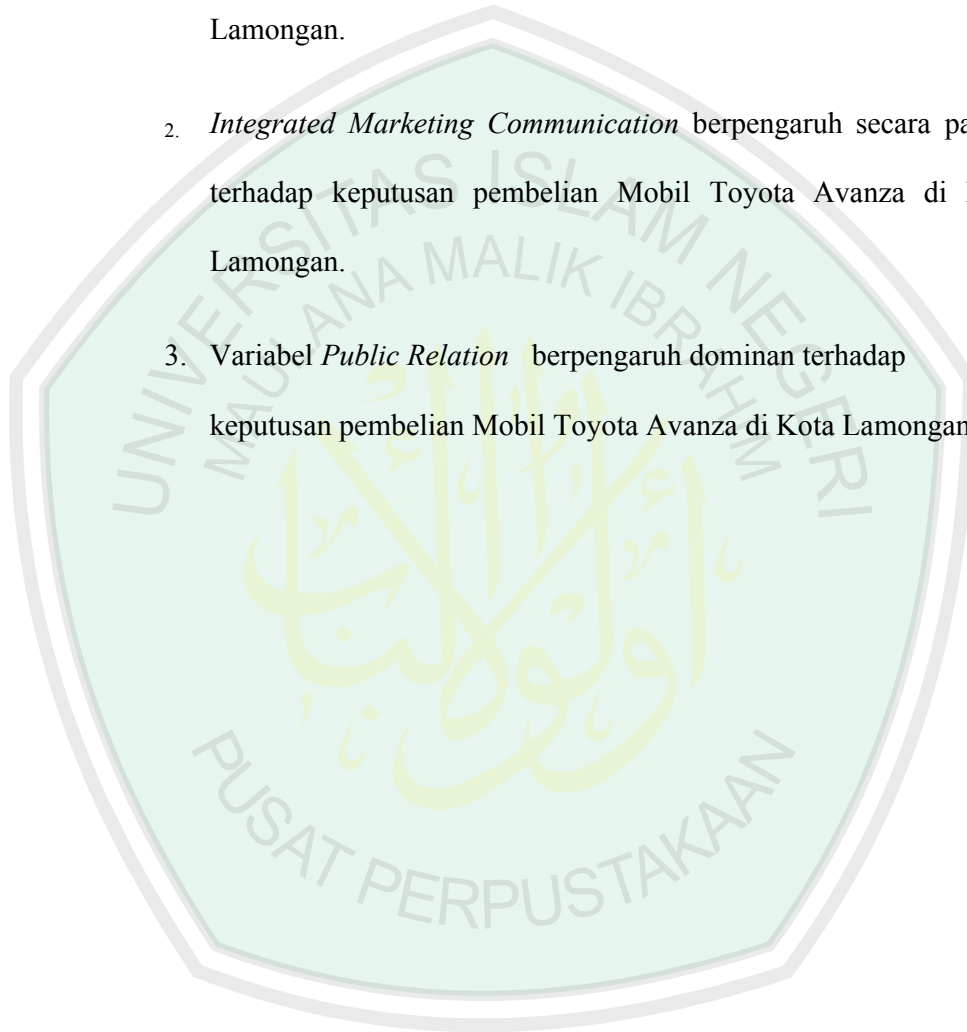 Lamongan.
2. Integrated Marketing Communication berpengaruh secara
terhadap keputusan pembelian Mobil Toyota Avanza di
Lamongan.
3. Variabel Public Relation berpengaruh dominan terhadap
keputusan pembelian Mobil Toyota Avanza di Kota Lamongan
UNIVERSITAS ISLAM NEGERI
MAULANA MALIK IBRAHIM
PUSAT PERPUSTAKAAN